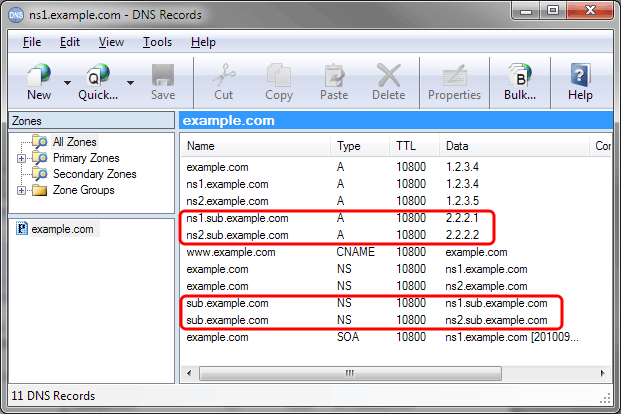 DNS ns1.example.com - DNS Records
File Edit View Tools Help
New Quick... Save Cut Copy Paste Delete Properties Bulk... Help
Zones
All Zones
Primary Zones
Secondary Zones
Zone Groups
example.com
example.com
Name Type TTL Data Cor
example.com A 10800 1.2.3.4
ns1.example.com A 10800 1.2.3.4
ns2.example.com A 10800 1.2.3.5
ns1.sub.example.com A 10800 2.2.2.1
ns2.sub.example.com A 10800 2.2.2.2
www.example.com CNAME 10800 example.com
example.com NS 10800 ns1.example.com
example.com NS 10800 ns2.example.com
sub.example.com NS 10800 ns1.sub.example.com
sub.example.com NS 10800 ns2.sub.example.com
example.com SOA 10800 ns1.example.com [201009...
11 DNS Records